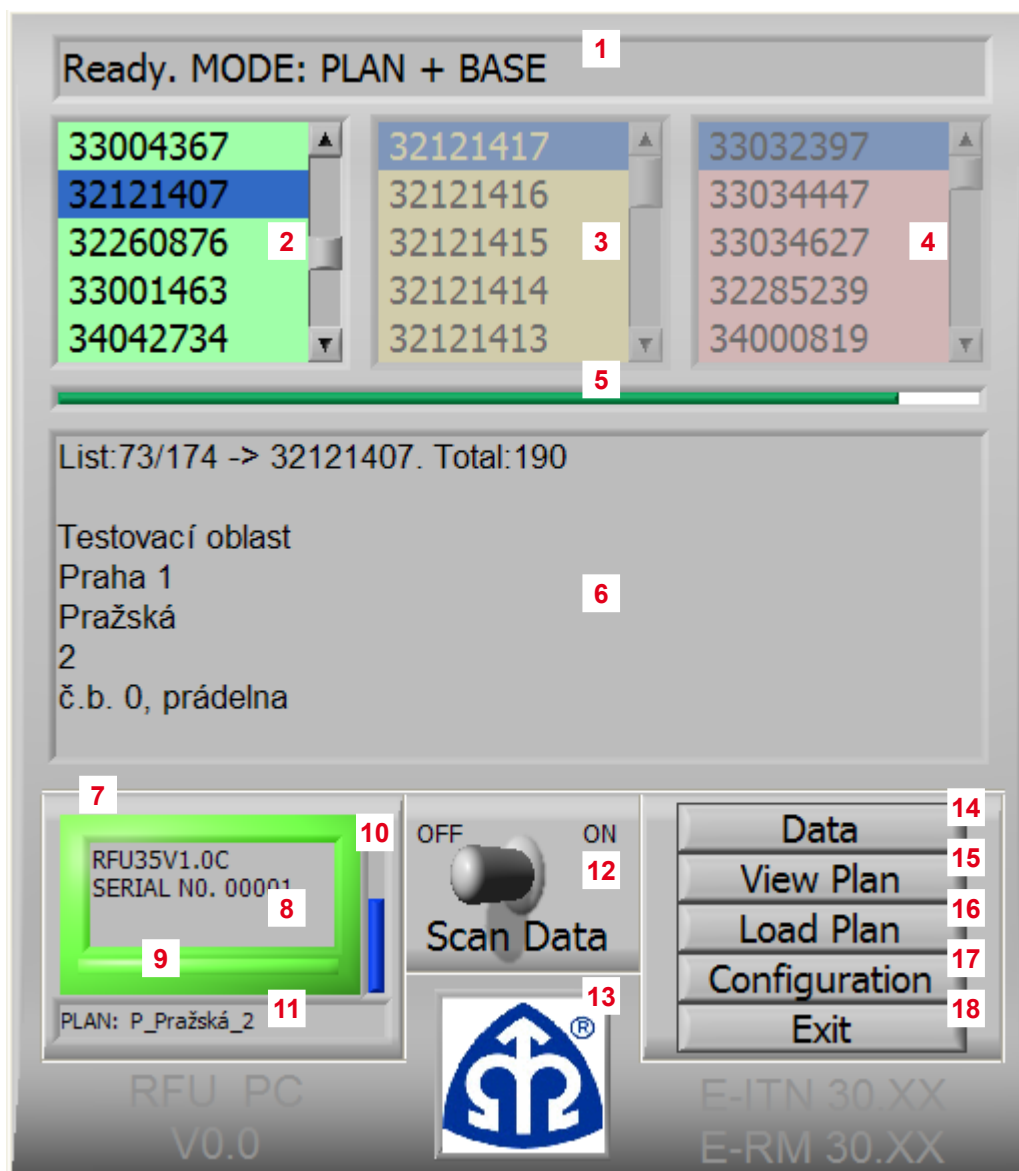 1
Ready. MODE: PLAN + BASE
33004367
32121407
32260876
33001463
34042734
2
32121417
32121416
32121415
32121414
32121413
3
33032397
33034447
33034627
32285239
34000819
4
5
List:73/174 -> 32121407. Total:190
Testovací oblast
Praha 1
Pražská
2
č.b. 0, prádelna
6
7
RFU35V1.0C
SERIAL N0. 00001
8
9
10
PLAN: P_Pražská_2
11
OFF ON
12
Scan Data
13
®
Data
14
View Plan
15
Load Plan
16
Configuration
17
Exit
18
RFU PC
V0.0
E-ITN 30.XX
E-RM 30.XX